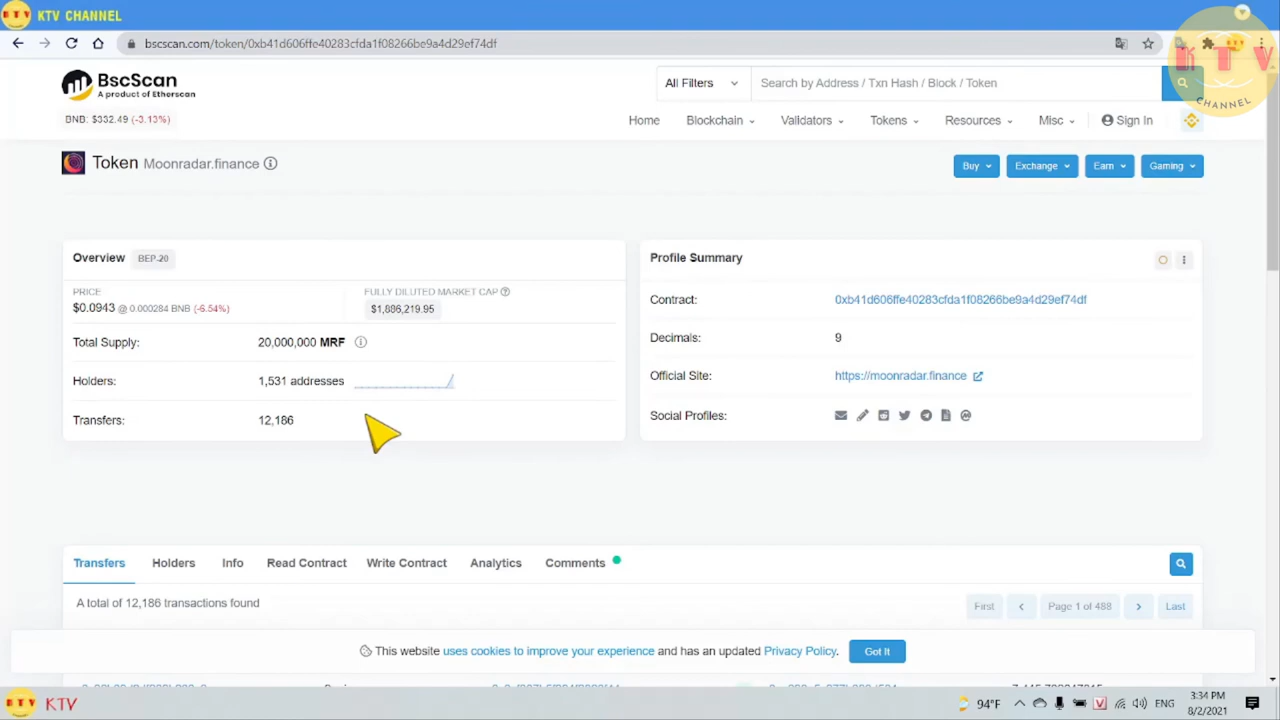 KTV CHANNEL
bscscan.com/token/0xb41d606ffe40283cfda1f08266be9a4d29ef74df
KTV
CHANNEL
BscScan
A product of Etherscan
All Filters
Search by Address / Txn Hash / Block / Token
BNB: $332.49 (-3.13%)
Home Blockchain Validators Tokens Resources Misc Sign In
Token Moonradar.finance
Buy Exchange Earn Gaming
Overview BEP-20
PRICE
$0.0943 @ 0.000284 BNB (-6.54%)
FULLY DILUTED MARKET CAP
$1,886,219.95
Total Supply: 20,000,000 MRF
Holders: 1,531 addresses
Transfers: 12,186
Profile Summary
Contract: 0xb41d606ffe40283cfda1f08266be9a4d29ef74df
Decimals: 9
Official Site: https://moonradar.finance
Social Profiles:
Transfers Holders Info Read Contract Write Contract Analytics Comments
A total of 12,186 transactions found
First Page 1 of 488 Last
This website uses cookies to improve your experience and has an updated Privacy Policy. Got It
KTV
94°F V ENG
3:34 PM
8/2/2021